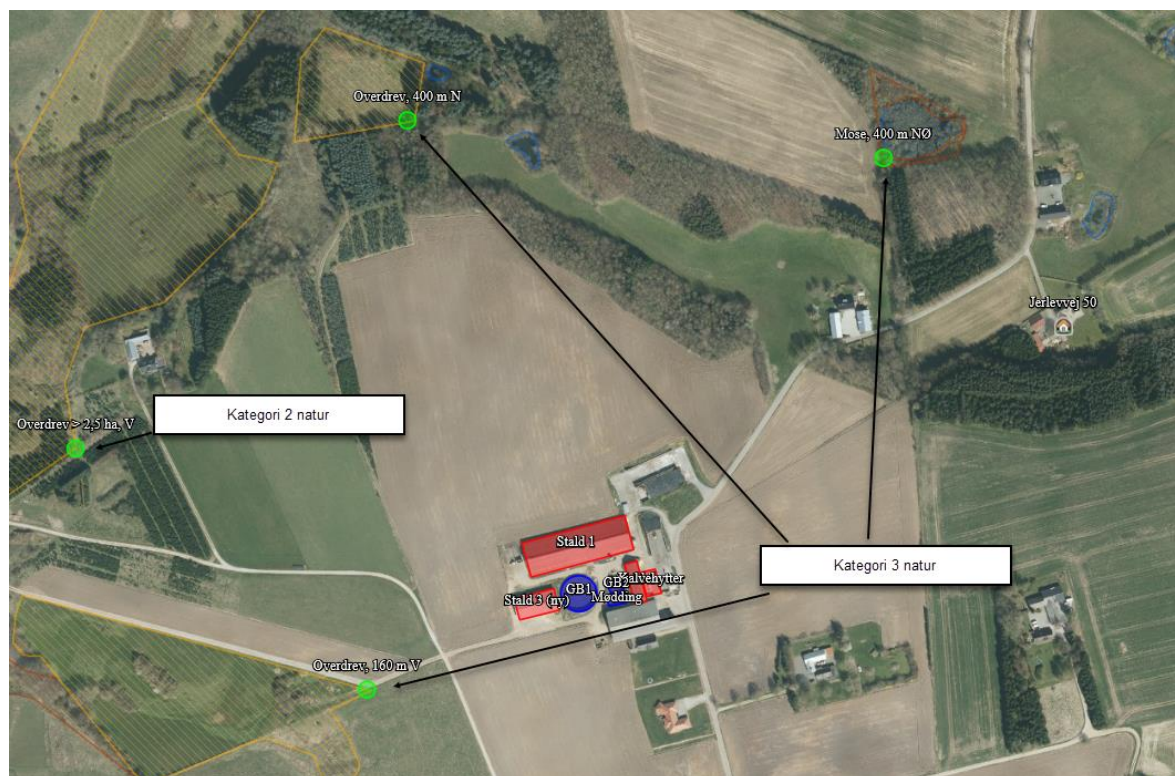 Overdrev, 400 m N
Mose, 400 m NØ
Jerlevvej 50
Kategori 2 natur
Overdrev > 2,5 ha, V
Stald 1
Kategori 3 natur
GB2
Kalvehytter
GB1
Stald 3 (ny)
Mødding
Overdrev, 160 m V